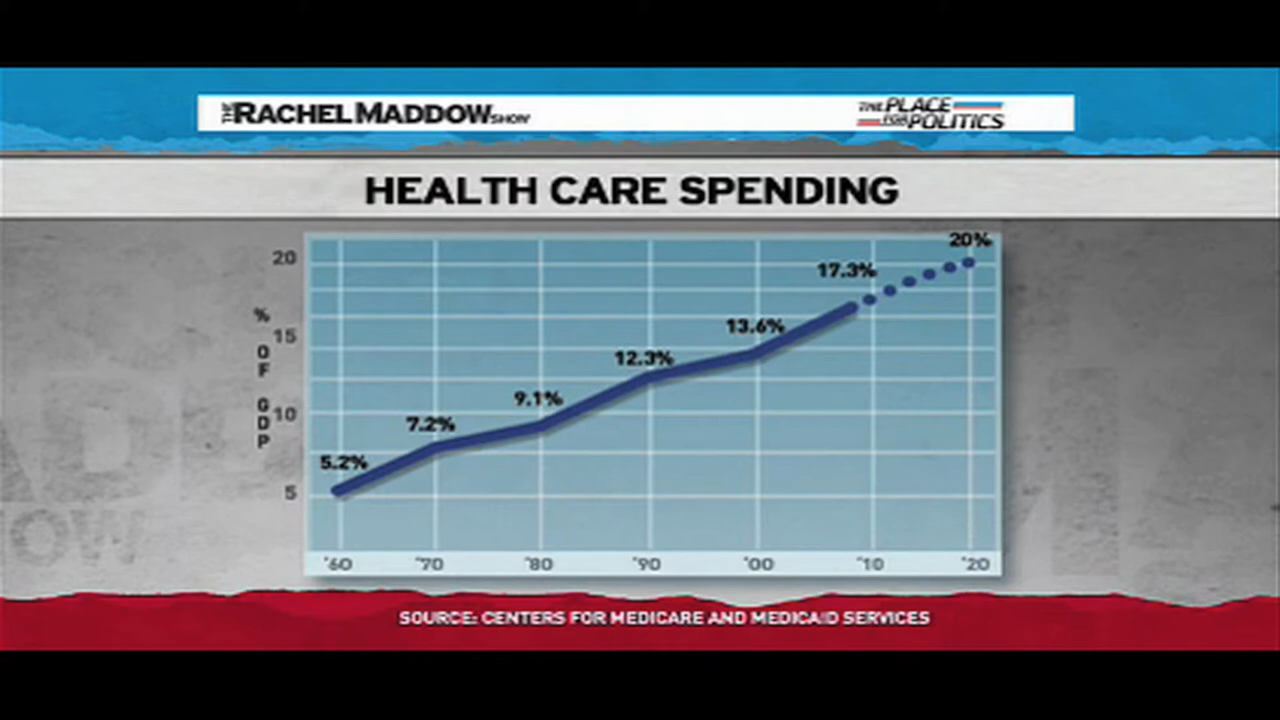 THE RACHEL MADDOW SHOW
THE PLACE
FOR POLITICS
HEALTH CARE SPENDING
20%
20
17.3%
% OF GDP
15
13.6%
12.3%
10
9.1%
7.2%
5.2%
5
'60 '70 '80 '90 '00 '10 '20
SOURCE: CENTERS FOR MEDICARE AND MEDICAID SERVICES